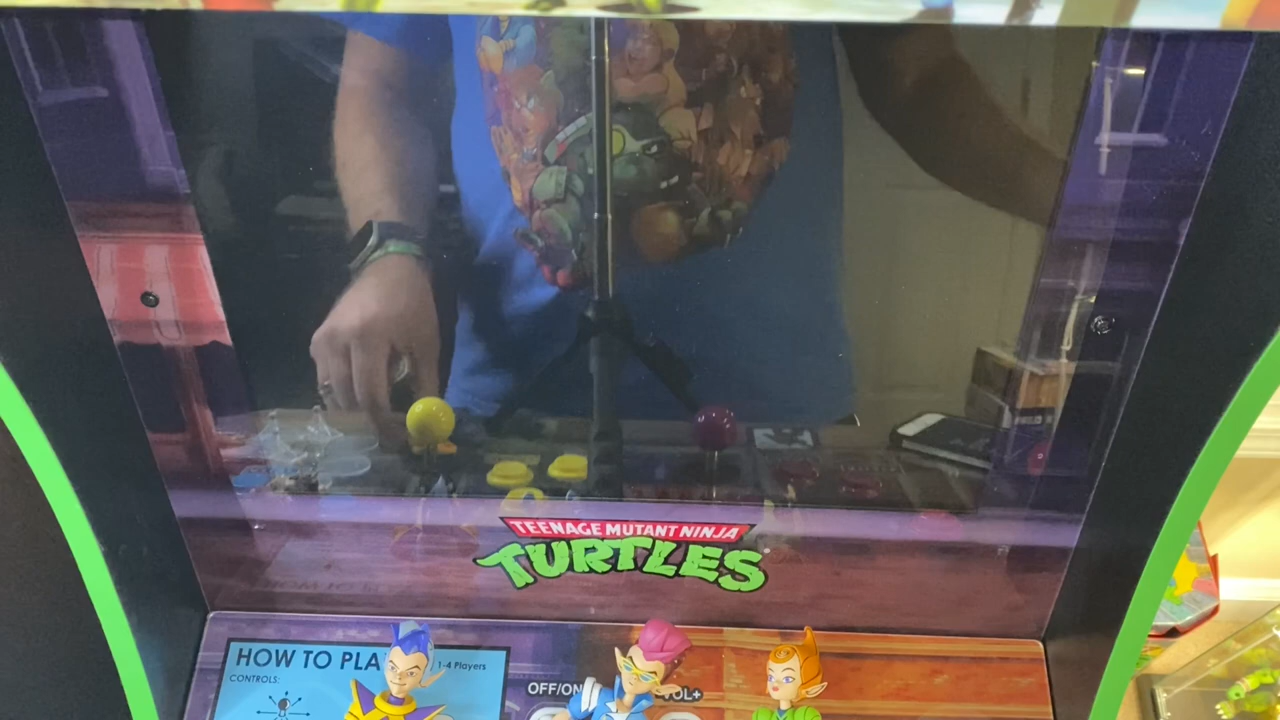 TEENAGE MUTANT NINJA
TURTLES
HOW TO PLA
1-4 Players
CONTROLS:
OFF/ON
VOL+